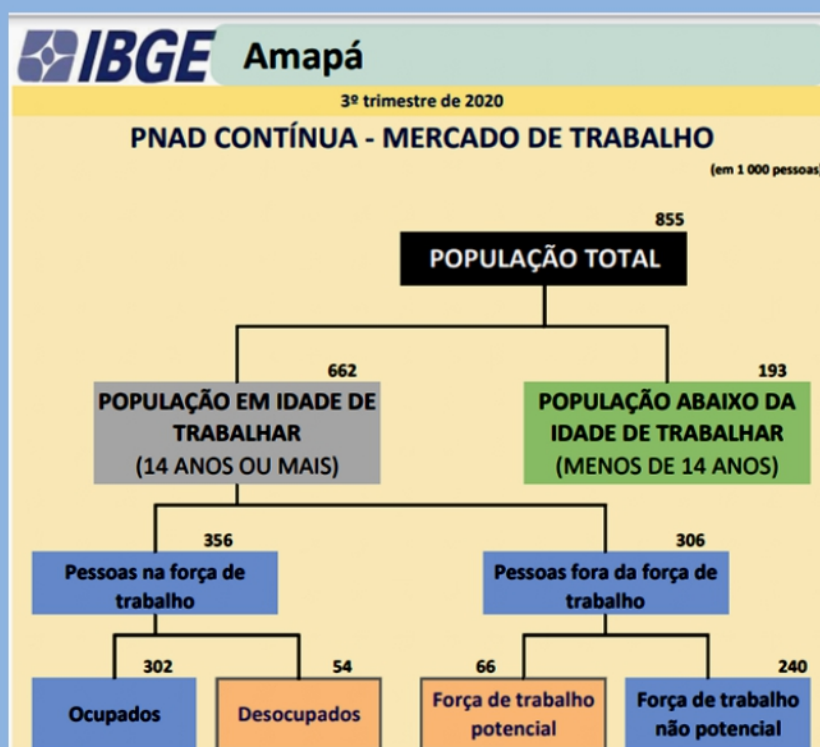 IBGE Amapá
3º trimestre de 2020
PNAD CONTÍNUA - MERCADO DE TRABALHO
(em 1 000 pessoas)
855
POPULAÇÃO TOTAL
662
POPULAÇÃO EM IDADE DE
TRABALHAR
(14 ANOS OU MAIS)
193
POPULAÇÃO ABAIXO DA
IDADE DE TRABALHAR
(MENOS DE 14 ANOS)
356
Pessoas na força de
trabalho
306
Pessoas fora da força de
trabalho
302
Ocupados
54
Desocupados
66
Força de trabalho
potencial
240
Força de trabalho
não potencial